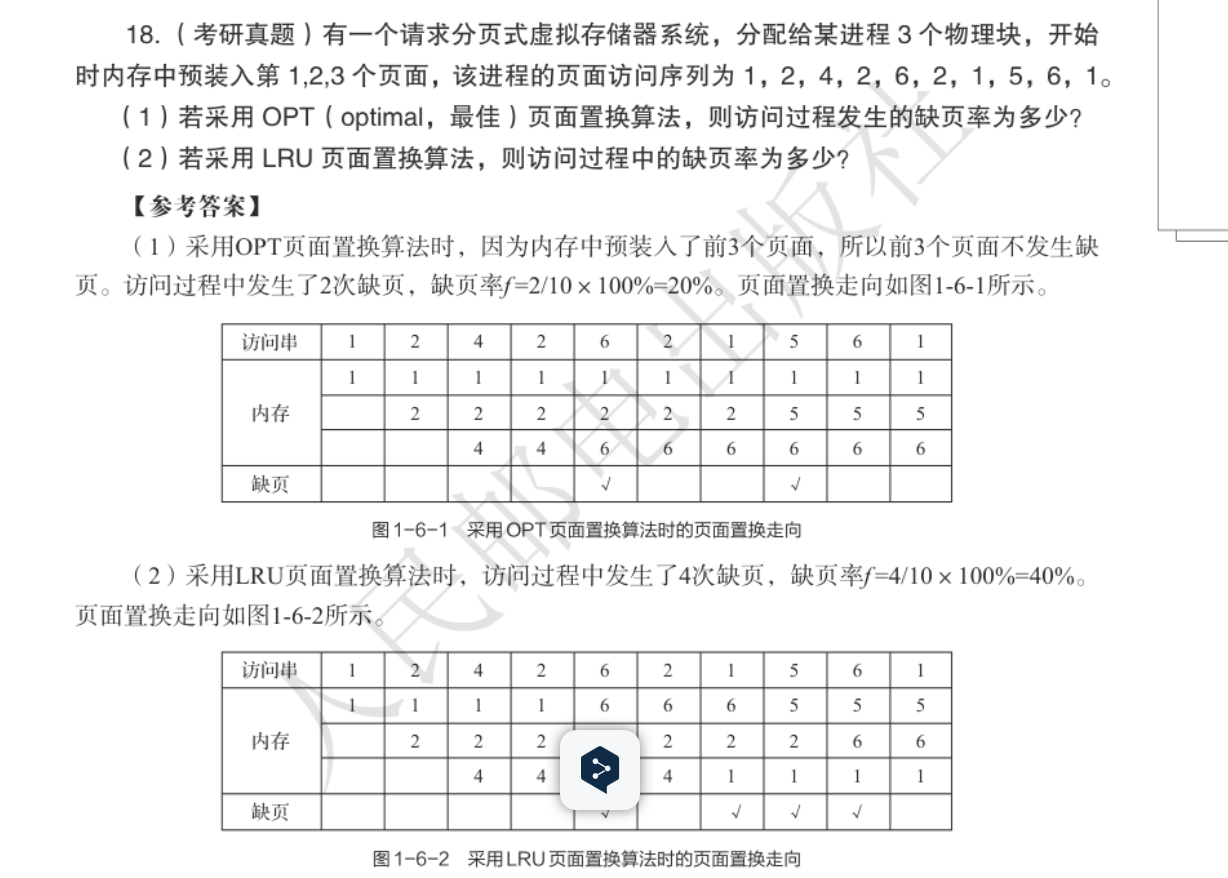 18.（考研真题）有一个请求分页式虚拟存储器系统，分配给某进程 3 个物理块，开始
时内存中预装入第 1,2,3 个页面，该进程的页面访问序列为 1，2，4，2，6，2，1，5，6，1。
（1）若采用 OPT（optimal，最佳）页面置换算法，则访问过程发生的缺页率为多少？
（2）若采用 LRU 页面置换算法，则访问过程中的缺页率为多少？
【参考答案】
（1）采用OPT页面置换算法时，因为内存中预装入了前3个页面，所以前3个页面不发生缺
页。访问过程中发生了2次缺页，缺页率f=2/10×100%=20%。页面置换走向如图1-6-1所示。
访问串 1 2 4 2 6 2 1 5 6 1
1 1 1 1 1 1 1 1 1 1
内存 2 2 2 2 2 2 5 5 5
4 4 6 6 6 6 6 6
缺页 √ √
图1-6-1 采用OPT页面置换算法时的页面置换走向
（2）采用LRU页面置换算法时，访问过程中发生了4次缺页，缺页率f=4/10×100%=40%。
页面置换走向如图1-6-2所示。
访问串 1 2 4 2 6 2 1 5 6 1
1 1 1 1 6 6 6 5 5 5
内存 2 2 2 2 2 2 6 6
4 4 4 1 1 1 1
缺页 √ √ √ √
图1-6-2 采用LRU页面置换算法时的页面置换走向
人民邮电出版社